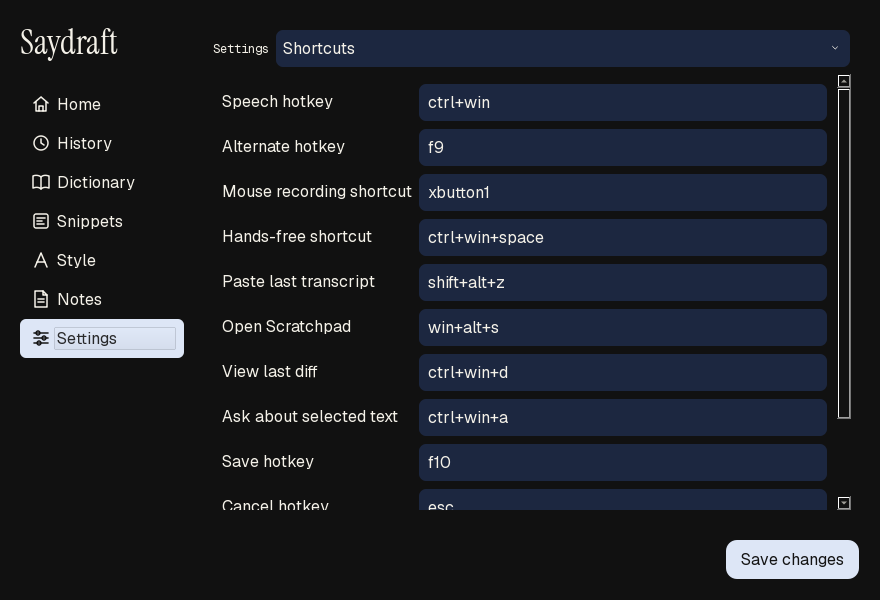 Saydraft
Settings Shortcuts
Home
History
Dictionary
Snippets
Style
Notes
Settings
Speech hotkey ctrl+win
Alternate hotkey f9
Mouse recording shortcut xbutton1
Hands-free shortcut ctrl+win+space
Paste last transcript shift+alt+z
Open Scratchpad win+alt+s
View last diff ctrl+win+d
Ask about selected text ctrl+win+a
Save hotkey f10
Cancel hotkey esc
Save changes